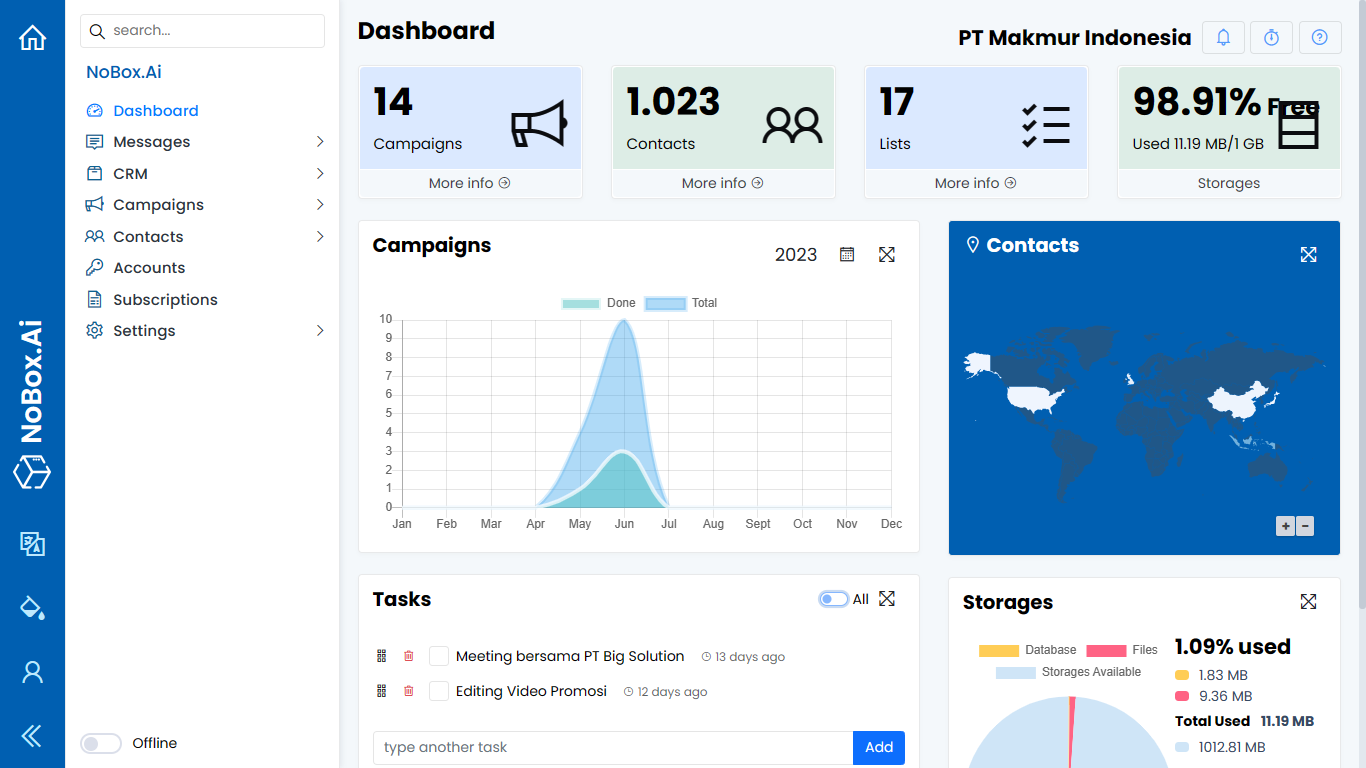 search...
NoBox.Ai
Dashboard
Messages
CRM
Campaigns
Contacts
Accounts
Subscriptions
Settings
Offline
NoBox.Ai
Dashboard
PT Makmur Indonesia
14
Campaigns
More info
1.023
Contacts
More info
17
Lists
More info
98.91% Free
Used 11.19 MB/1 GB
Storages
Campaigns
2023
Done Total
10
9
8
7
6
5
4
3
2
1
0
Jan Feb Mar Apr May Jun Jul Aug Sept Oct Nov Dec
Contacts
+ −
Tasks
All
Meeting bersama PT Big Solution 13 days ago
Editing Video Promosi 12 days ago
type another task Add
Storages
Database Files
Storages Available
1.09% used
1.83 MB
9.36 MB
Total Used 11.19 MB
1012.81 MB